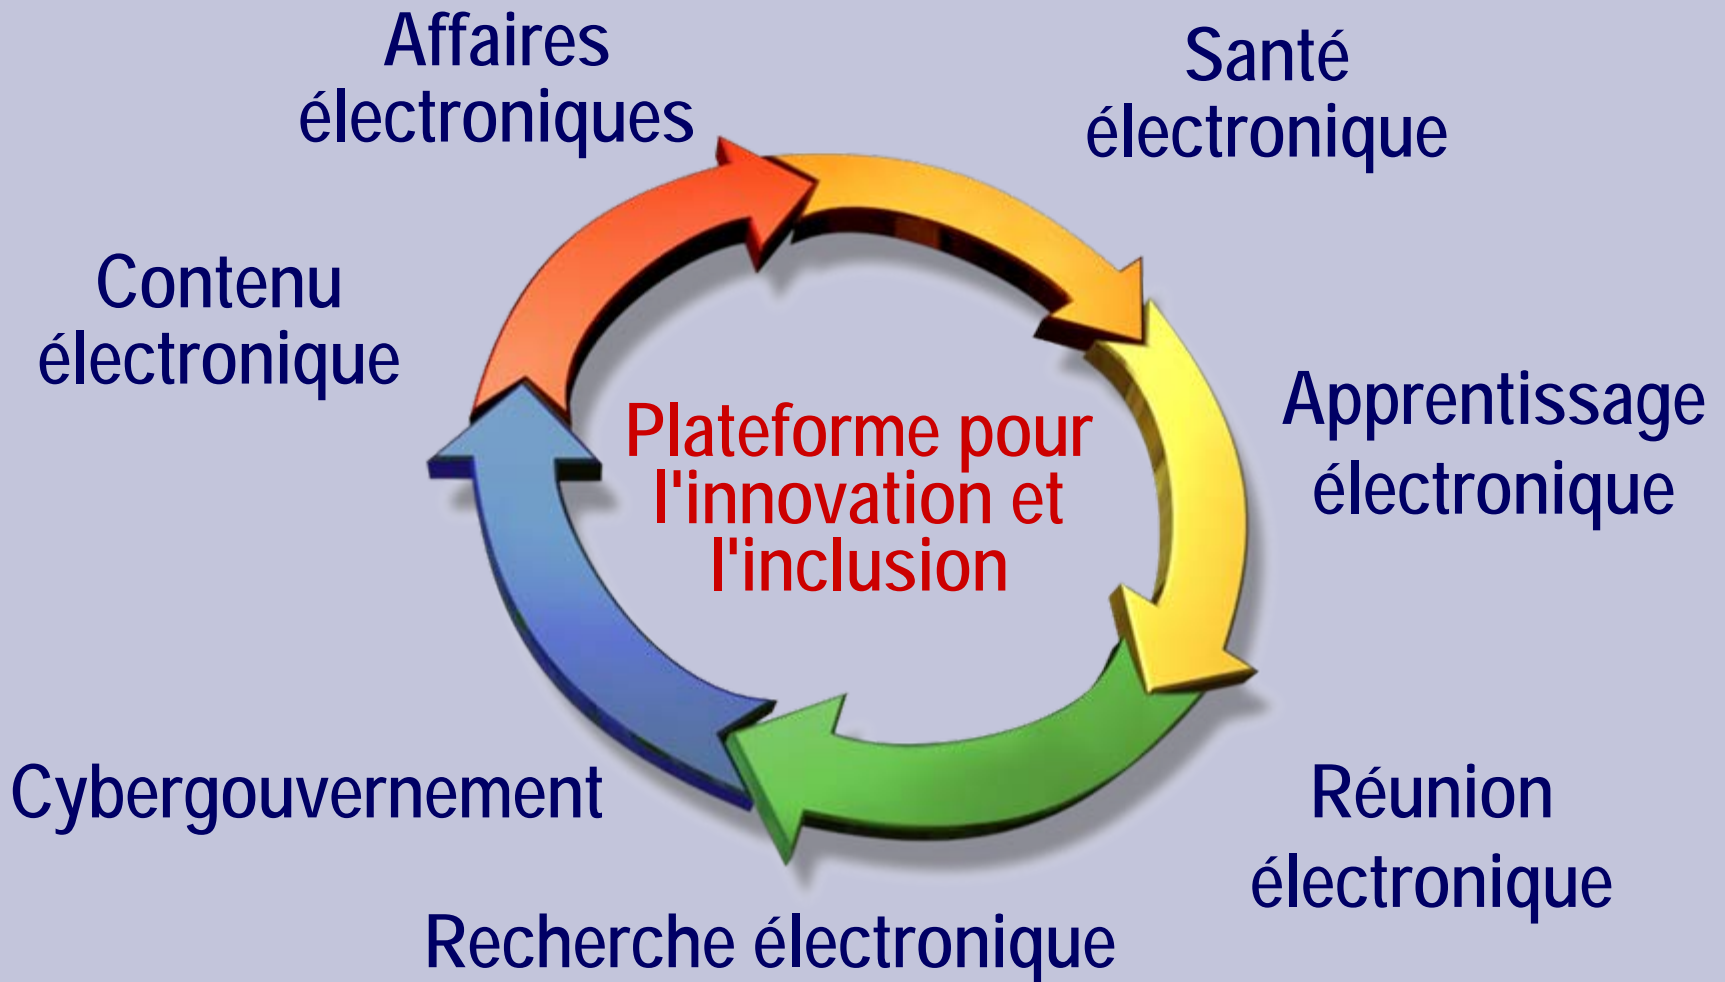 Affaires
électroniques
Santé
électronique
Contenu
électronique
Apprentissage
électronique
Plateforme pour
l'innovation et
l'inclusion
Cybergouvernement
Réunion
électronique
Recherche électronique